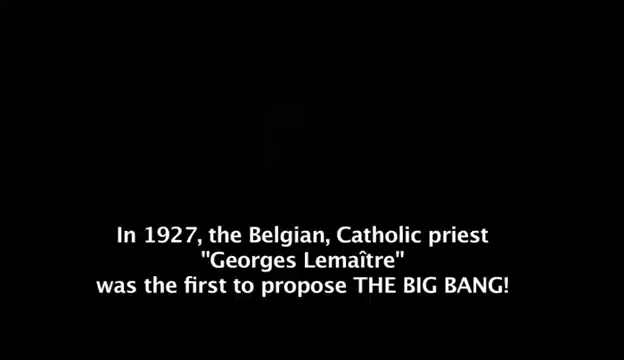 In 1927, the Belgian, Catholic priest
"Georges Lemaître"
was the first to propose THE BIG BANG!